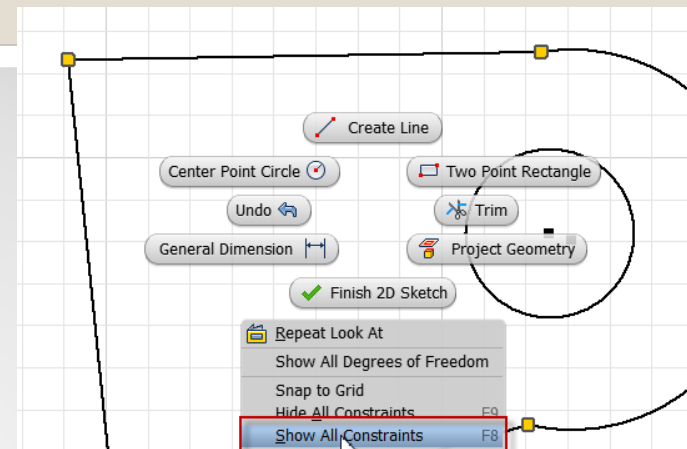 Create Line
Center Point Circle
Two Point Rectangle
Undo
Trim
General Dimension
Project Geometry
Finish 2D Sketch
Repeat Look At
Show All Degrees of Freedom
Snap to Grid
Hide All Constraints F9
Show All Constraints F8